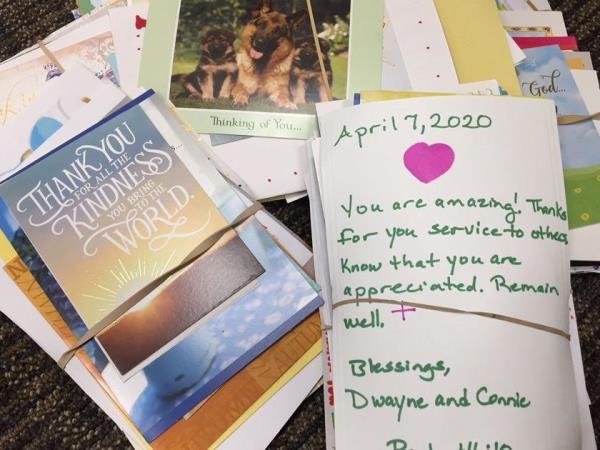 Thinking of You...
God...
THANK YOU
FOR ALL THE
KINDNESS
YOU BRING
TO THE
WORLD.
April 7, 2020
You are amazing! Thanks
for you service to others
Know that you are
appreciated. Remain
well.
Blessings,
Dwayne and Connie